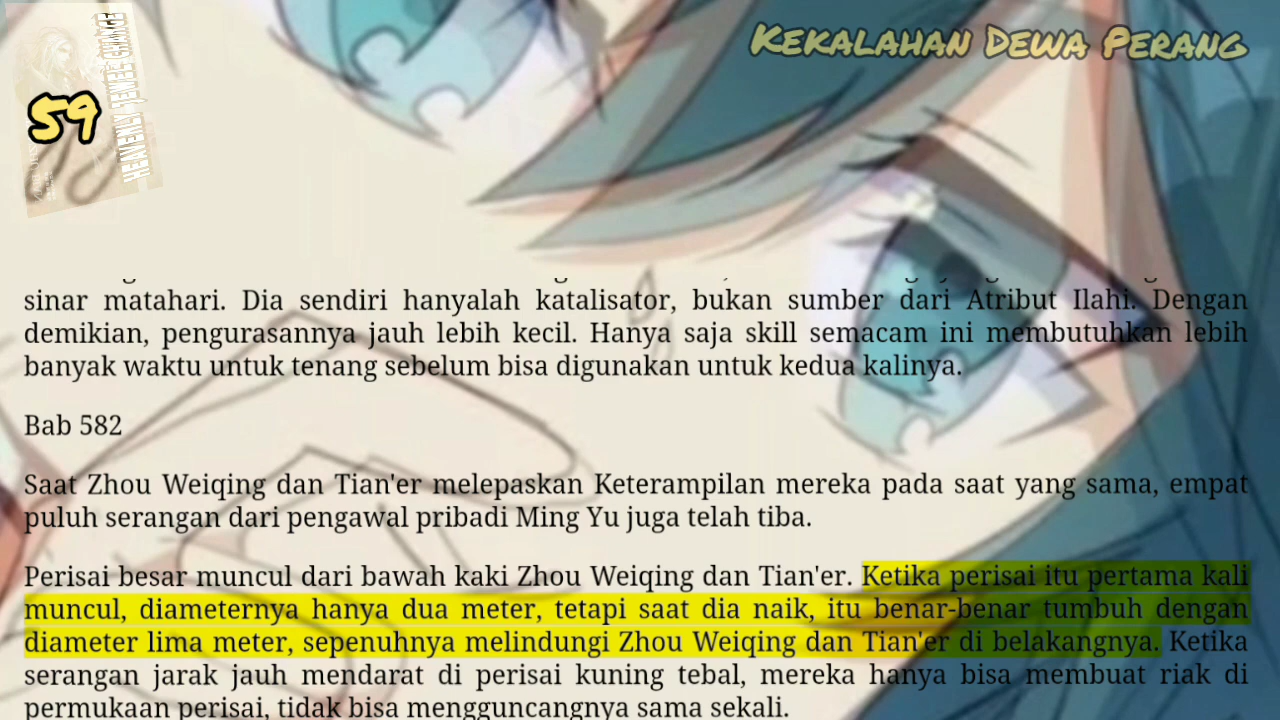 Kekalahan Dewa Perang
59
HEAVENLY JEWEL CHANGE
sinar matahari. Dia sendiri hanyalah katalisator, bukan sumber dari Atribut Ilahi. Dengan
demikian, pengurasannya jauh lebih kecil. Hanya saja skill semacam ini membutuhkan lebih
banyak waktu untuk tenang sebelum bisa digunakan untuk kedua kalinya.
Bab 582
Saat Zhou Weiqing dan Tian'er melepaskan Keterampilan mereka pada saat yang sama, empat
puluh serangan dari pengawal pribadi Ming Yu juga telah tiba.
Perisai besar muncul dari bawah kaki Zhou Weiqing dan Tian'er. Ketika perisai itu pertama kali
muncul, diameternya hanya dua meter, tetapi saat dia naik, itu benar-benar tumbuh dengan
diameter lima meter, sepenuhnya melindungi Zhou Weiqing dan Tian'er di belakangnya. Ketika
serangan jarak jauh mendarat di perisai kuning tebal, mereka hanya bisa membuat riak di
permukaan perisai, tidak bisa mengguncangnya sama sekali.